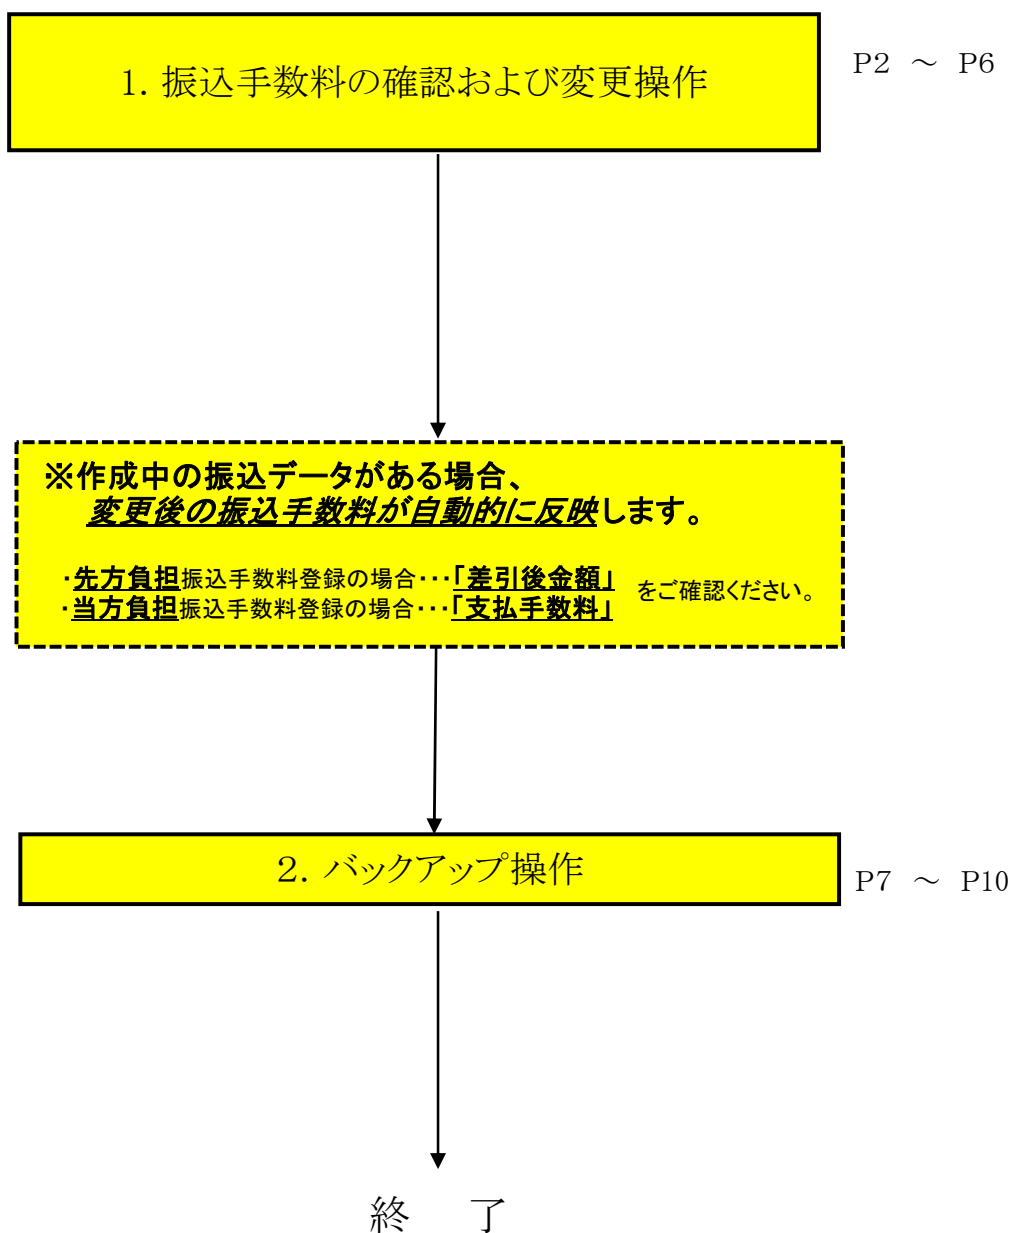 1. 振込手数料の確認および変更操作
P2 ～ P6
※作成中の振込データがある場合、
変更後の振込手数料が自動的に反映します。
・先方負担振込手数料登録の場合・・・「差引後金額」
・当方負担振込手数料登録の場合・・・「支払手数料」
をご確認ください。
2. バックアップ操作
P7 ～ P10
終 了